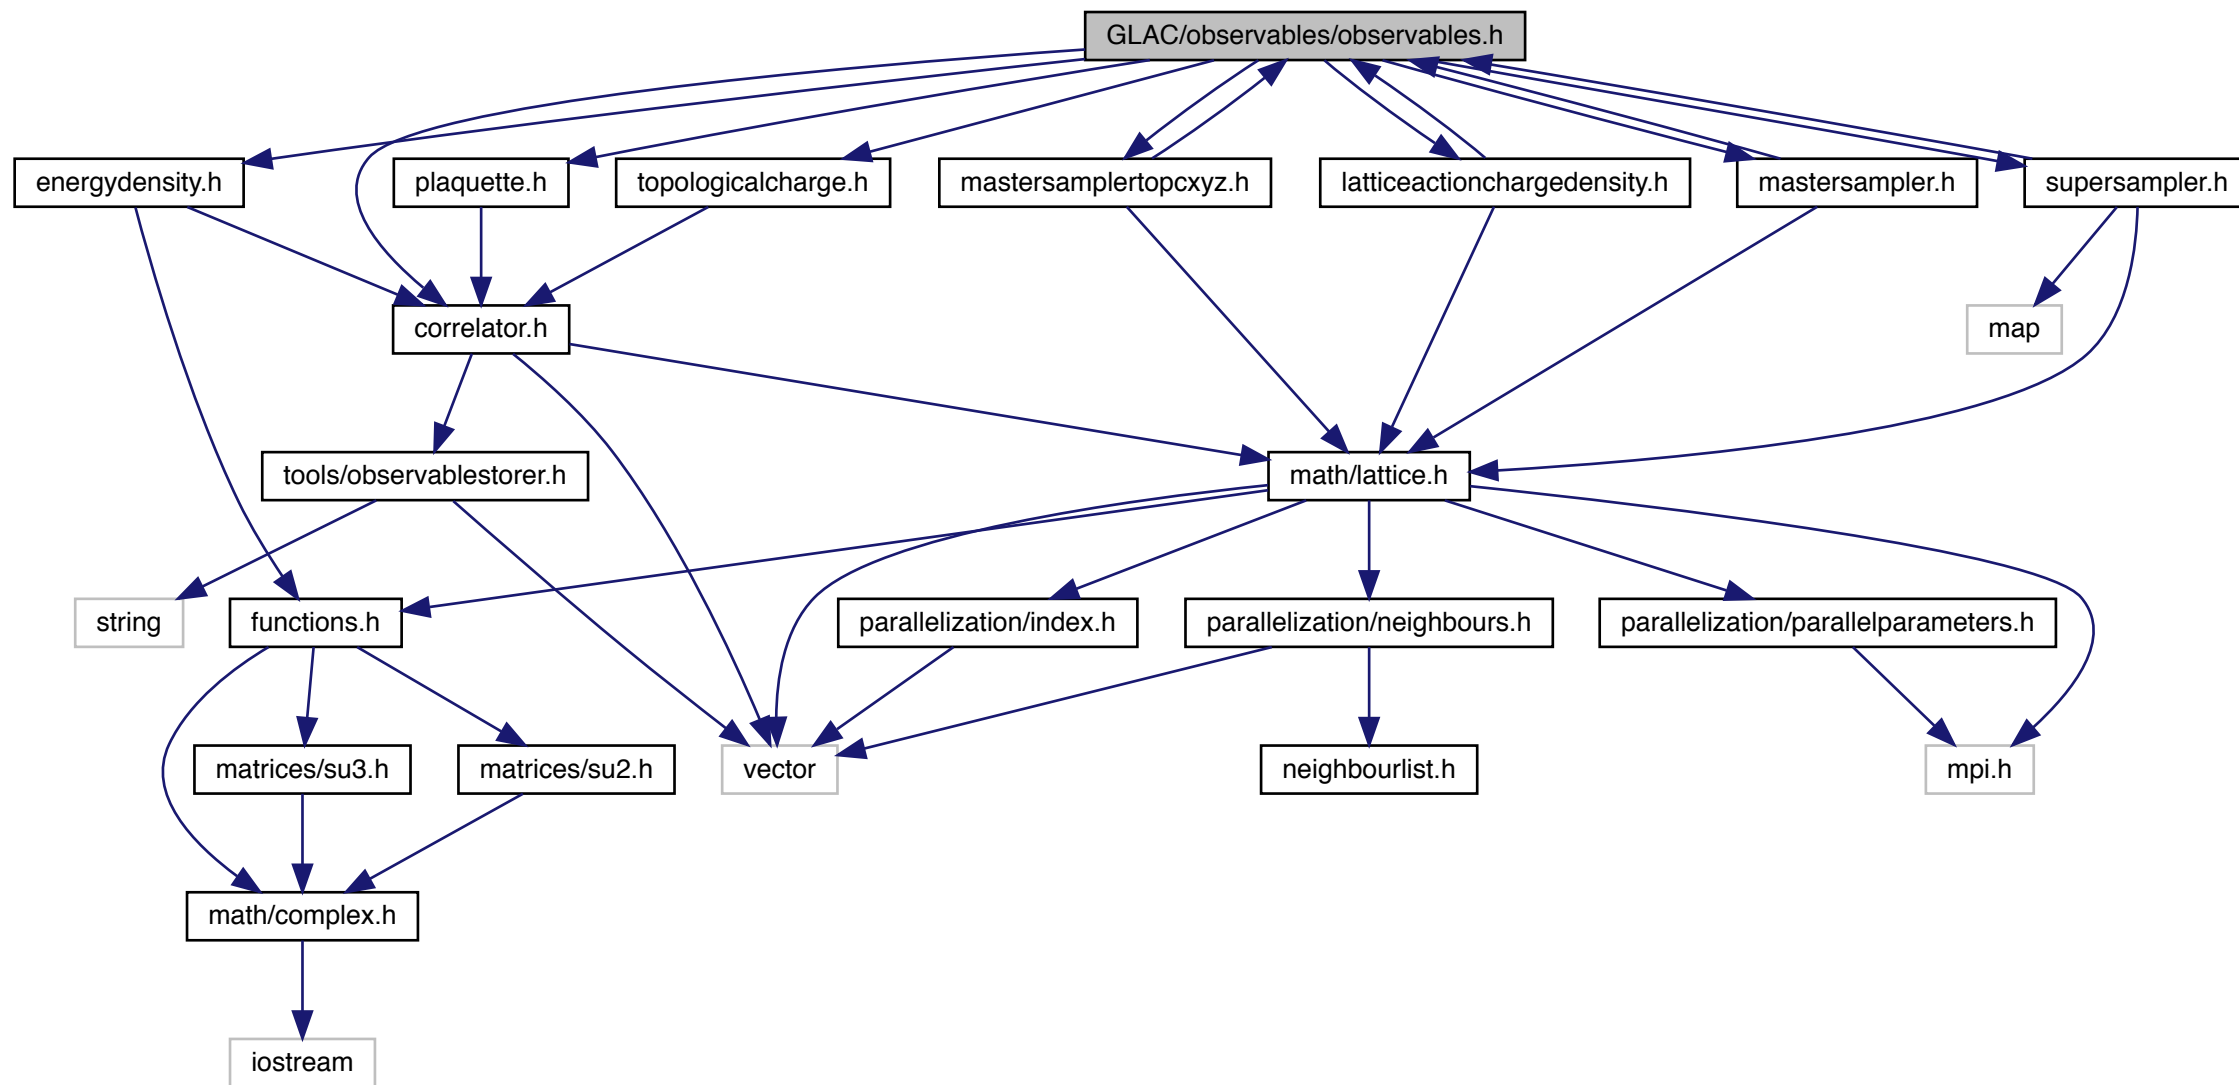 GLAC/observables/observables.h
energydensity.h
plaquette.h
topologicalcharge.h
mastersamplertopcxyz.h
latticeactionchargedensity.h
mastersampler.h
supersampler.h
correlator.h
map
tools/observablestorer.h
math/lattice.h
string
functions.h
parallelization/index.h
parallelization/neighbours.h
parallelization/parallelparameters.h
matrices/su3.h
matrices/su2.h
vector
neighbourlist.h
mpi.h
math/complex.h
iostream